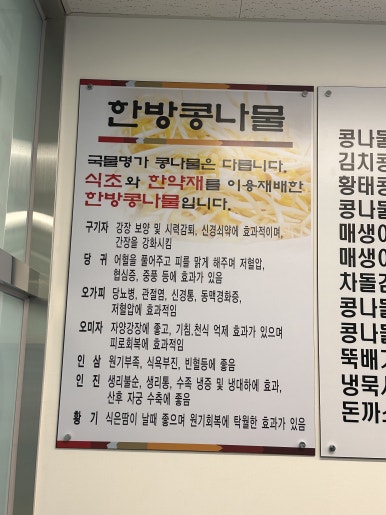 한방콩나물
국물명가 콩나물은 다릅니다.
식초와 한약재를 이용재배한
한방콩나물입니다.
구기자 강장 보양 및 시력감퇴, 신경쇠약에 효과적이며,
간장을 강화시킴
당 귀 어혈을 풀어주고 피를 맑게 해주며 저혈압,
협심증, 중풍 등에 효과가 있음
오가피 당뇨병, 관절염, 신경통, 동맥경화증,
저혈압에 효과적임
오미자 자양강장에 좋고, 기침,천식 억제 효과가 있으며
피로회복에 효과적임
인 삼 원기부족, 식욕부진, 빈혈등에 좋음
인 진 생리불순, 생리통, 수족 냉증 및 냉대하에 효과,
산후 자궁 수축에 좋음
황 기 식은땀이 날때 좋으며 원기회복에 탁월한 효과가 있음
콩나물
김치콩
황태콩
콩나물
매생이
매생이
차돌김
콩나물
콩나물
뚝배기
냉묵사
돈까스